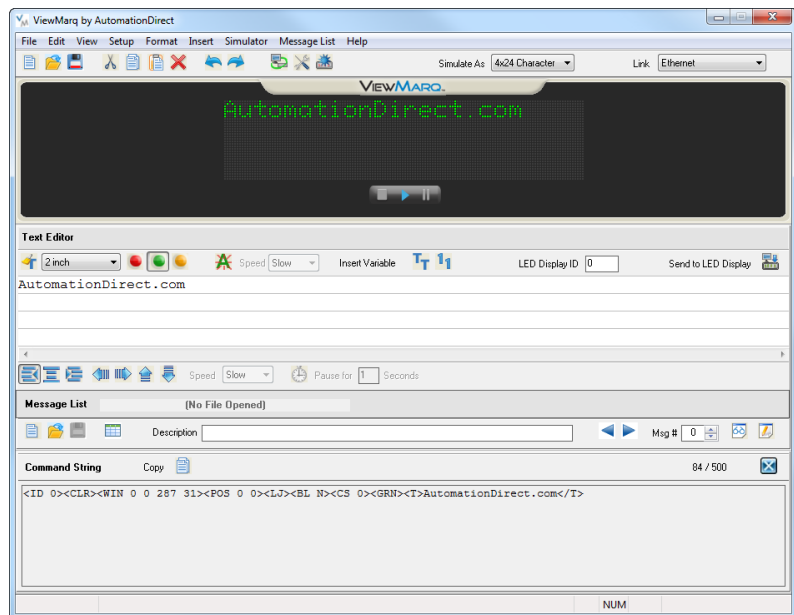 ViewMarq by AutomationDirect
File Edit View Setup Format Insert Simulator Message List Help
Simulate As 4x24 Character Link Ethernet
VIEWMARQ
AutomationDirect.com
Text Editor
2 inch Speed Slow Insert Variable LED Display ID 0 Send to LED Display
AutomationDirect.com
Speed Slow Pause for 1 Seconds
Message List (No File Opened)
Description Msg # 0
Command String Copy 84 / 500
<ID 0><CLR><WIN 0 0 287 31><POS 0 0><LJ><BL N><CS 0><GRN><T>AutomationDirect.com</T>
NUM